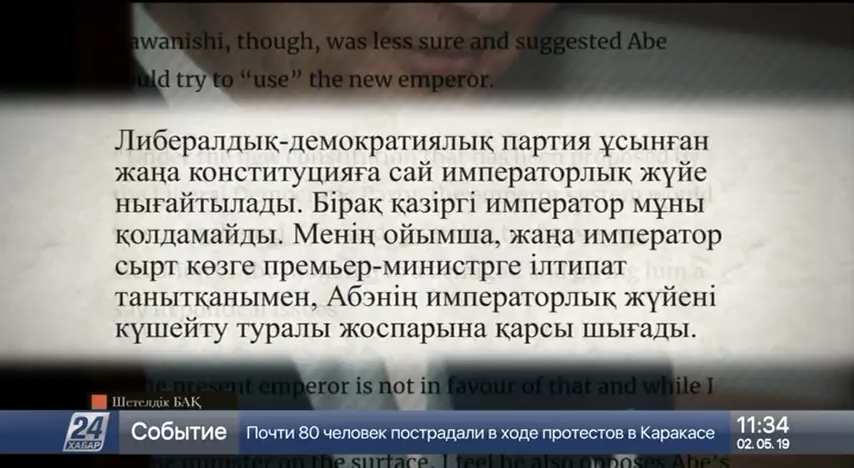 awanishi, though, was less sure and suggested Abe
uld try to “use” the new emperor.
Либералдық-демократиялық партия ұсынған
жаңа конституцияға сай императорлық жүйе
нығайтылады. Бірақ қазіргі император мұны
қолдамайды. Менің ойымша, жаңа император
сырт көзге премьер-министрге ілтипат
танытқанымен, Абэнің императорлық жүйені
күшейту туралы жоспарына қарсы шығады.
present emperor is not in favour of that and while I
Шетелдік БАҚ
24
ХАБАР
Событие
Почти 80 человек пострадали в ходе протестов в Каракасе
11:34
02.05.19
minister on the surface, I feel he also opposes Abe's